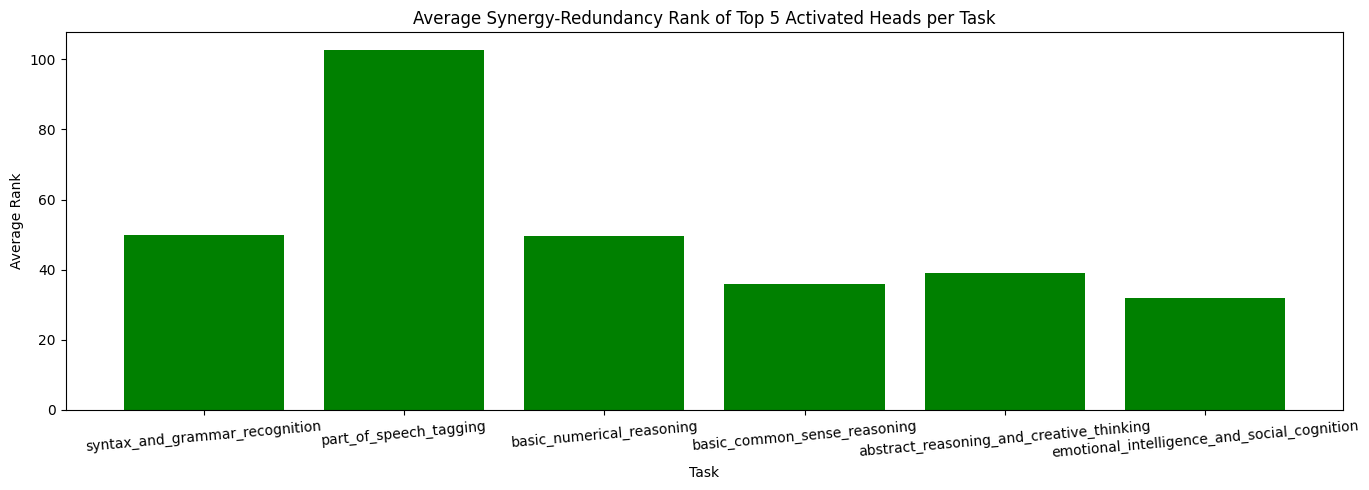 Average Synergy-Redundancy Rank of Top 5 Activated Heads per Task
100
80
60
40
20
0
Average Rank
syntax_and_grammar_recognition
part_of_speech_tagging
basic_numerical_reasoning
basic_common_sense_reasoning
abstract_reasoning_and_creative_thinking
emotional_intelligence_and_social_cognition
Task